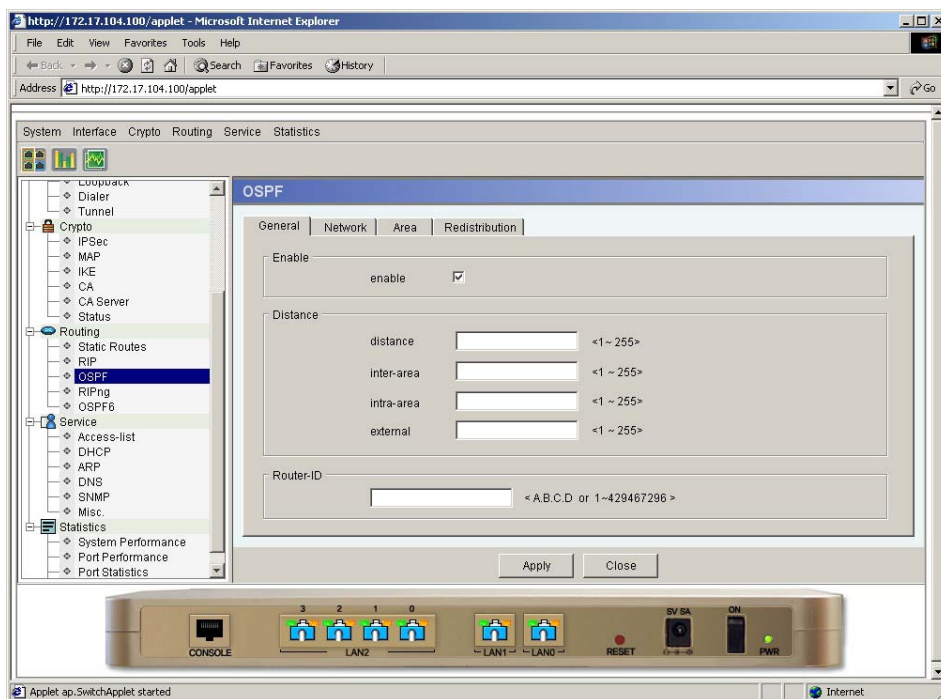 http://172.17.104.100/applet - Microsoft Internet Explorer
File Edit View Favorites Tools Help
Back Search Favorites History
Address http://172.17.104.100/applet Go
System Interface Crypto Routing Service Statistics
Loopback
Dialer
Tunnel
Crypto
IPSec
MAP
IKE
CA
CA Server
Status
Routing
Static Routes
RIP
OSPF
RIPng
OSPF6
Service
Access-list
DHCP
ARP
DNS
SNMP
Misc.
Statistics
System Performance
Port Performance
Port Statistics
OSPF
General Network Area Redistribution
Enable
enable
Distance
distance <1 ~ 255>
inter-area <1 ~ 255>
intra-area <1 ~ 255>
external <1 ~ 255>
Router-ID
< A.B.C.D or 1~429467296 >
Apply Close
3 2 1 0
CONSOLE
LAN2
LAN1 LAN0
RESET
5V 5A
ON
PWR
Applet ap.SwitchApplet started
Internet